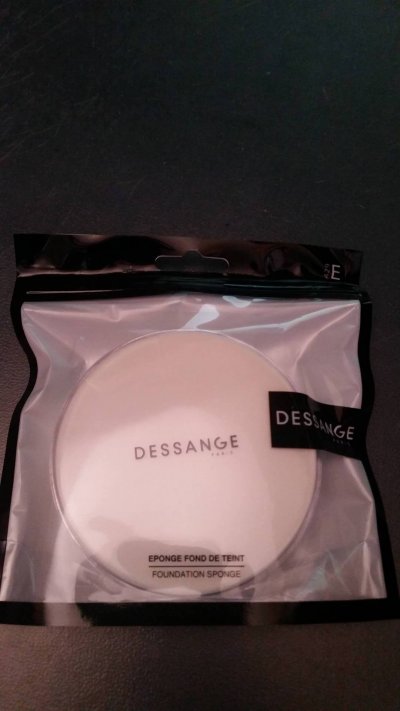 DESSANGE
PARIS
DESSANGE
PARIS
EPONGE FOND DE TEINT
FOUNDATION SPONGE